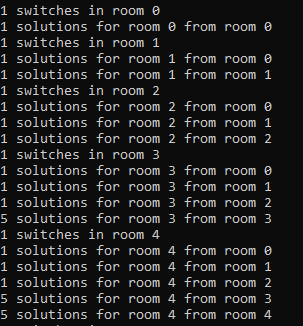 1 switches in room 0
1 solutions for room 0 from room 0
1 switches in room 1
1 solutions for room 1 from room 0
1 solutions for room 1 from room 1
1 switches in room 2
1 solutions for room 2 from room 0
1 solutions for room 2 from room 1
1 solutions for room 2 from room 2
1 switches in room 3
1 solutions for room 3 from room 0
1 solutions for room 3 from room 1
1 solutions for room 3 from room 2
5 solutions for room 3 from room 3
1 switches in room 4
1 solutions for room 4 from room 0
1 solutions for room 4 from room 1
1 solutions for room 4 from room 2
5 solutions for room 4 from room 3
5 solutions for room 4 from room 4